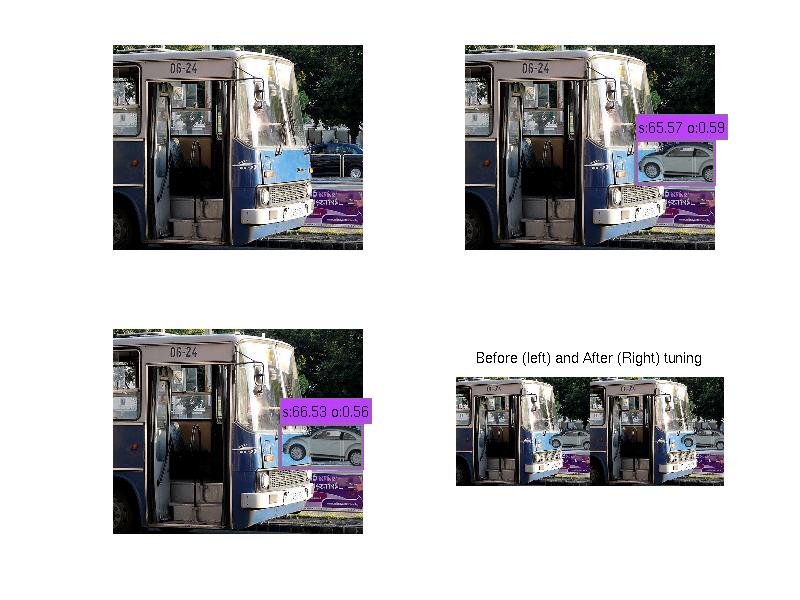 06-24
06-24
s:65.57 o:0.59
06-24
s:66.53 o:0.56
Before (left) and After (Right) tuning